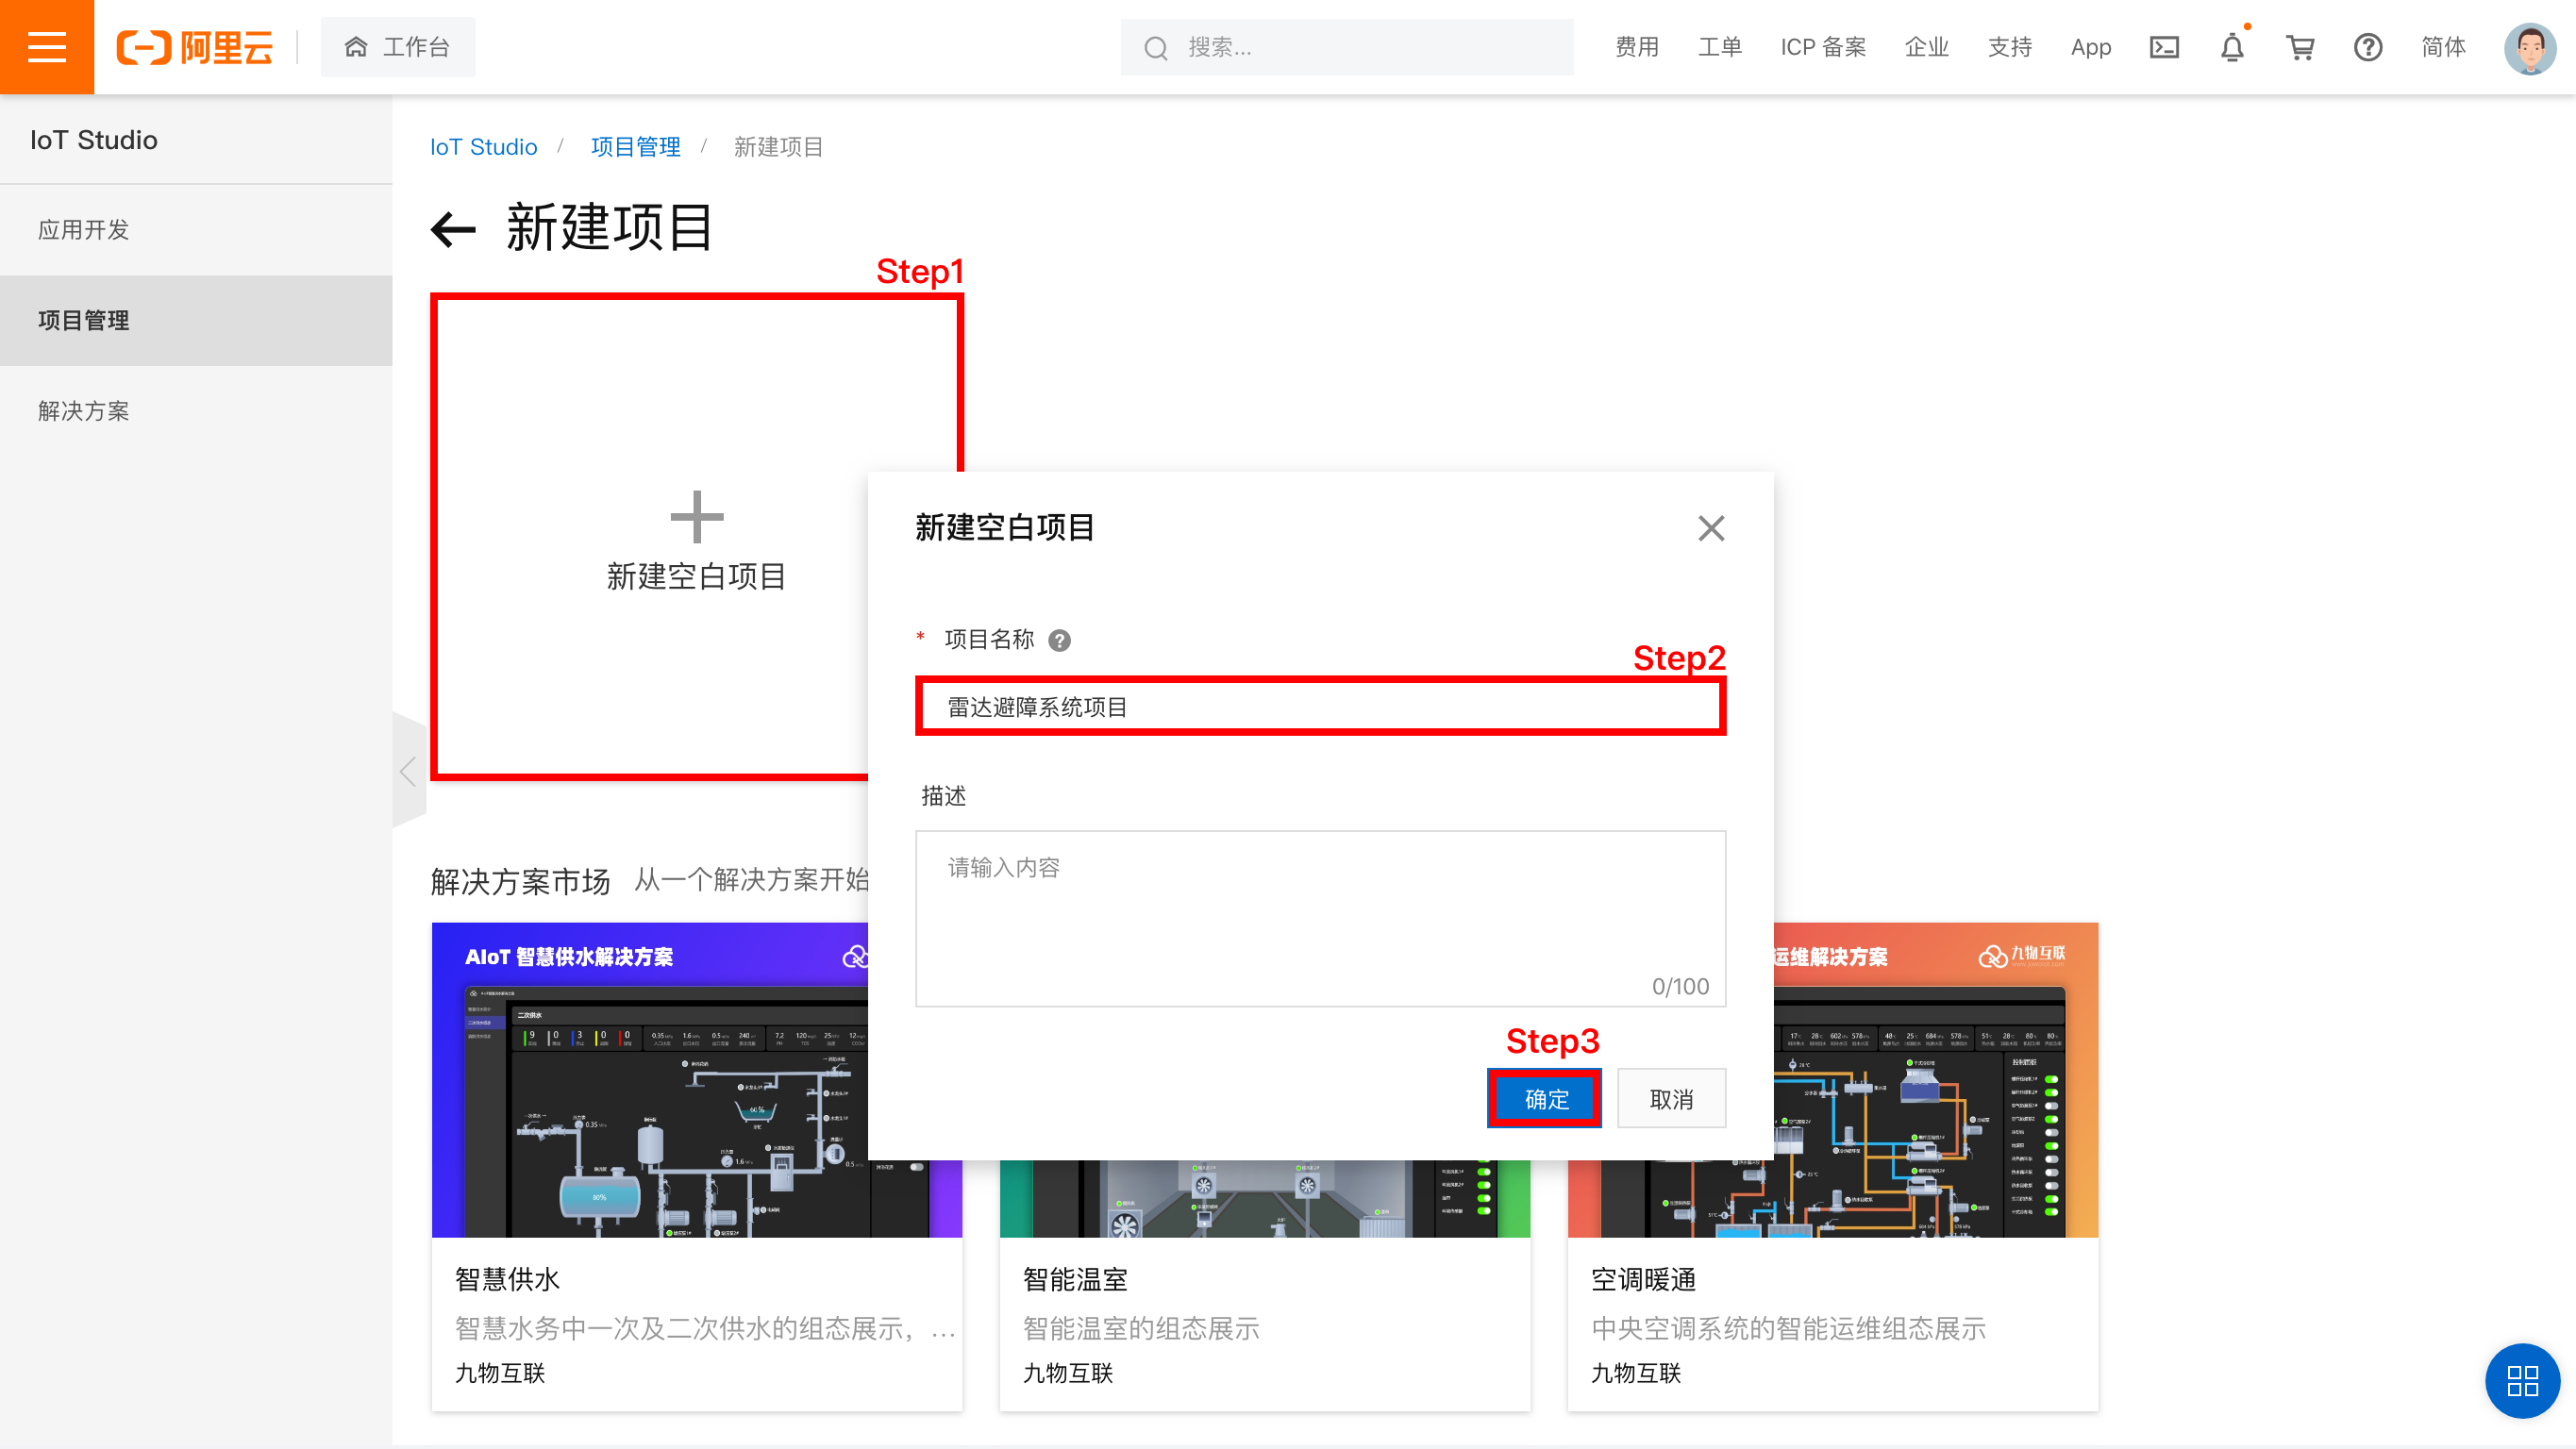 阿里云
工作台
搜索...
费用
工单
ICP 备案
企业
支持
App
简体
IoT Studio
应用开发
项目管理
解决方案
IoT Studio / 项目管理 / 新建项目
新建项目
Step1
新建空白项目
新建空白项目
* 项目名称
Step2
雷达避障系统项目
描述
请输入内容
0/100
Step3
确定
取消
解决方案市场 从一个解决方案开始
AIoT 智慧供水解决方案
二次供水
运维解决方案
九物互联
智慧供水
智慧水务中一次及二次供水的组态展示，...
九物互联
智能温室
智能温室的组态展示
九物互联
空调暖通
中央空调系统的智能运维组态展示
九物互联